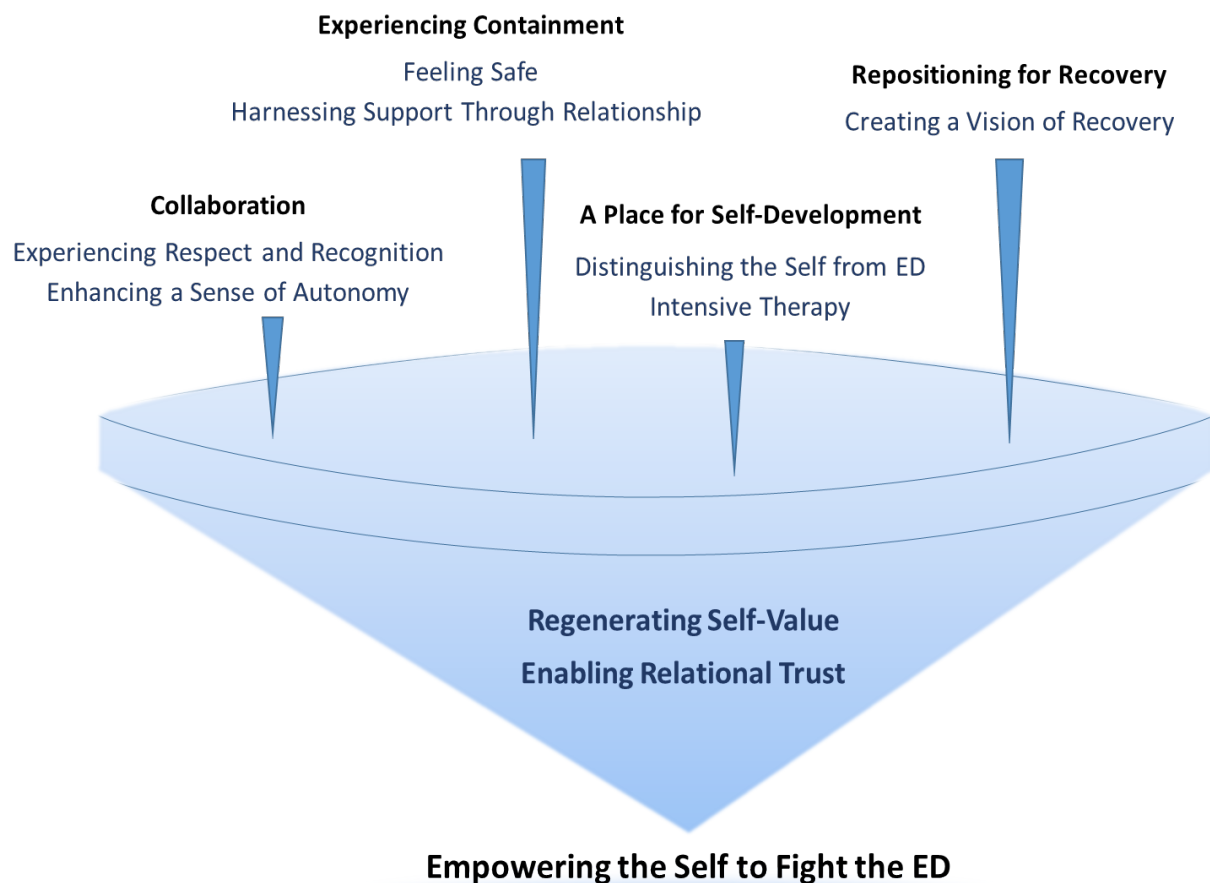 Experiencing Containment
Feeling Safe
Harnessing Support Through Relationship
Repositioning for Recovery
Creating a Vision of Recovery
Collaboration
Experiencing Respect and Recognition
Enhancing a Sense of Autonomy
A Place for Self-Development
Distinguishing the Self from ED
Intensive Therapy
Regenerating Self-Value
Enabling Relational Trust
Empowering the Self to Fight the ED